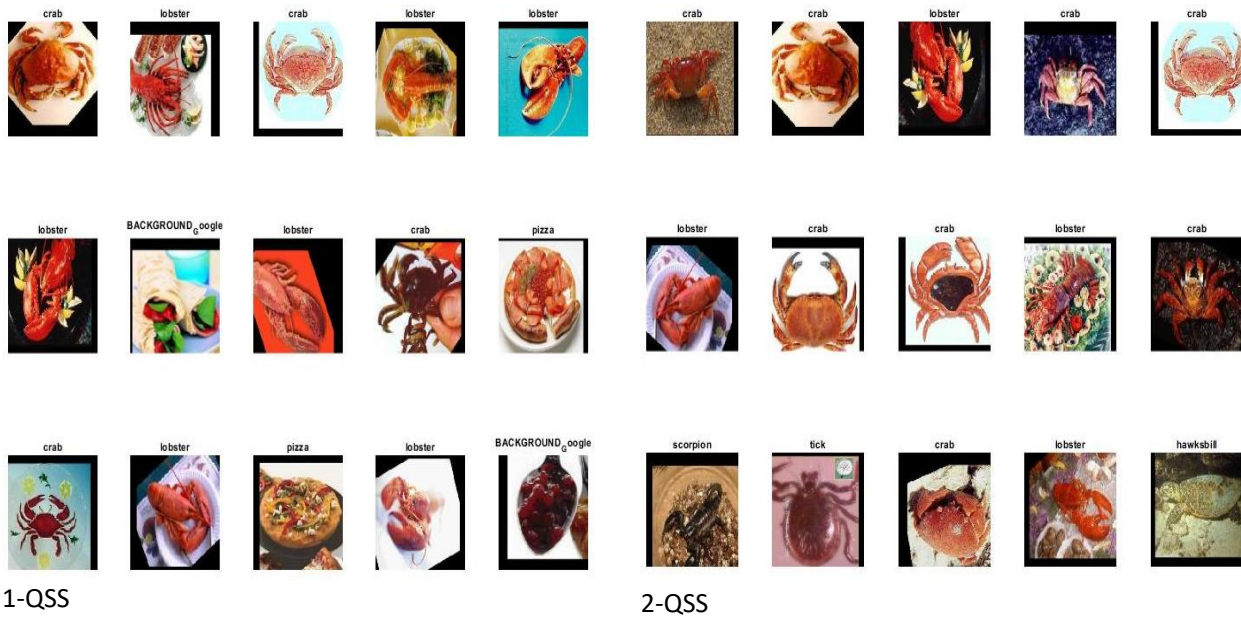 crab lobster crab lobster lobster
lobster BACKGROUND_Google lobster crab pizza
crab lobster pizza lobster BACKGROUND_Google
1-QSS
crab crab lobster crab crab
lobster crab crab lobster crab
scorpion tick crab lobster hawksbill
2-QSS